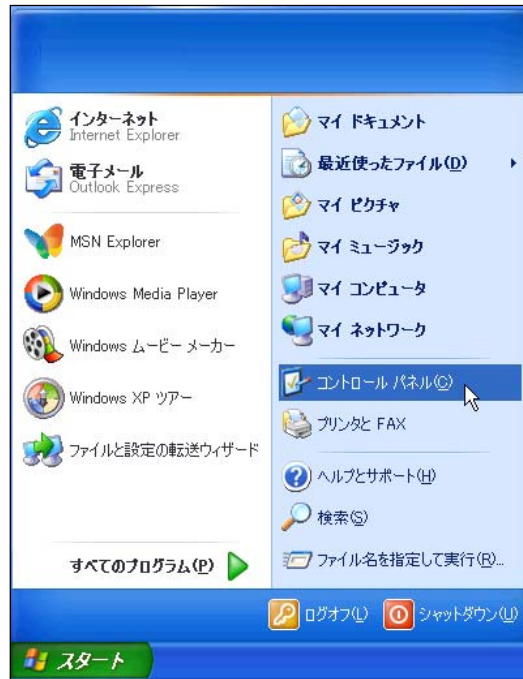 インターネット
Internet Explorer
電子メール
Outlook Express
MSN Explorer
Windows Media Player
Windows ムービー メーカー
Windows XP ツアー
ファイルと設定の転送ウィザード
すべてのプログラム(P)
マイ ドキュメント
最近使ったファイル(D)
マイ ピクチャ
マイ ミュージック
マイ コンピュータ
マイ ネットワーク
コントロール パネル(C)
プリンタと FAX
ヘルプとサポート(H)
検索(S)
ファイル名を指定して実行(R)...
ログオフ(L)
シャットダウン(U)
スタート